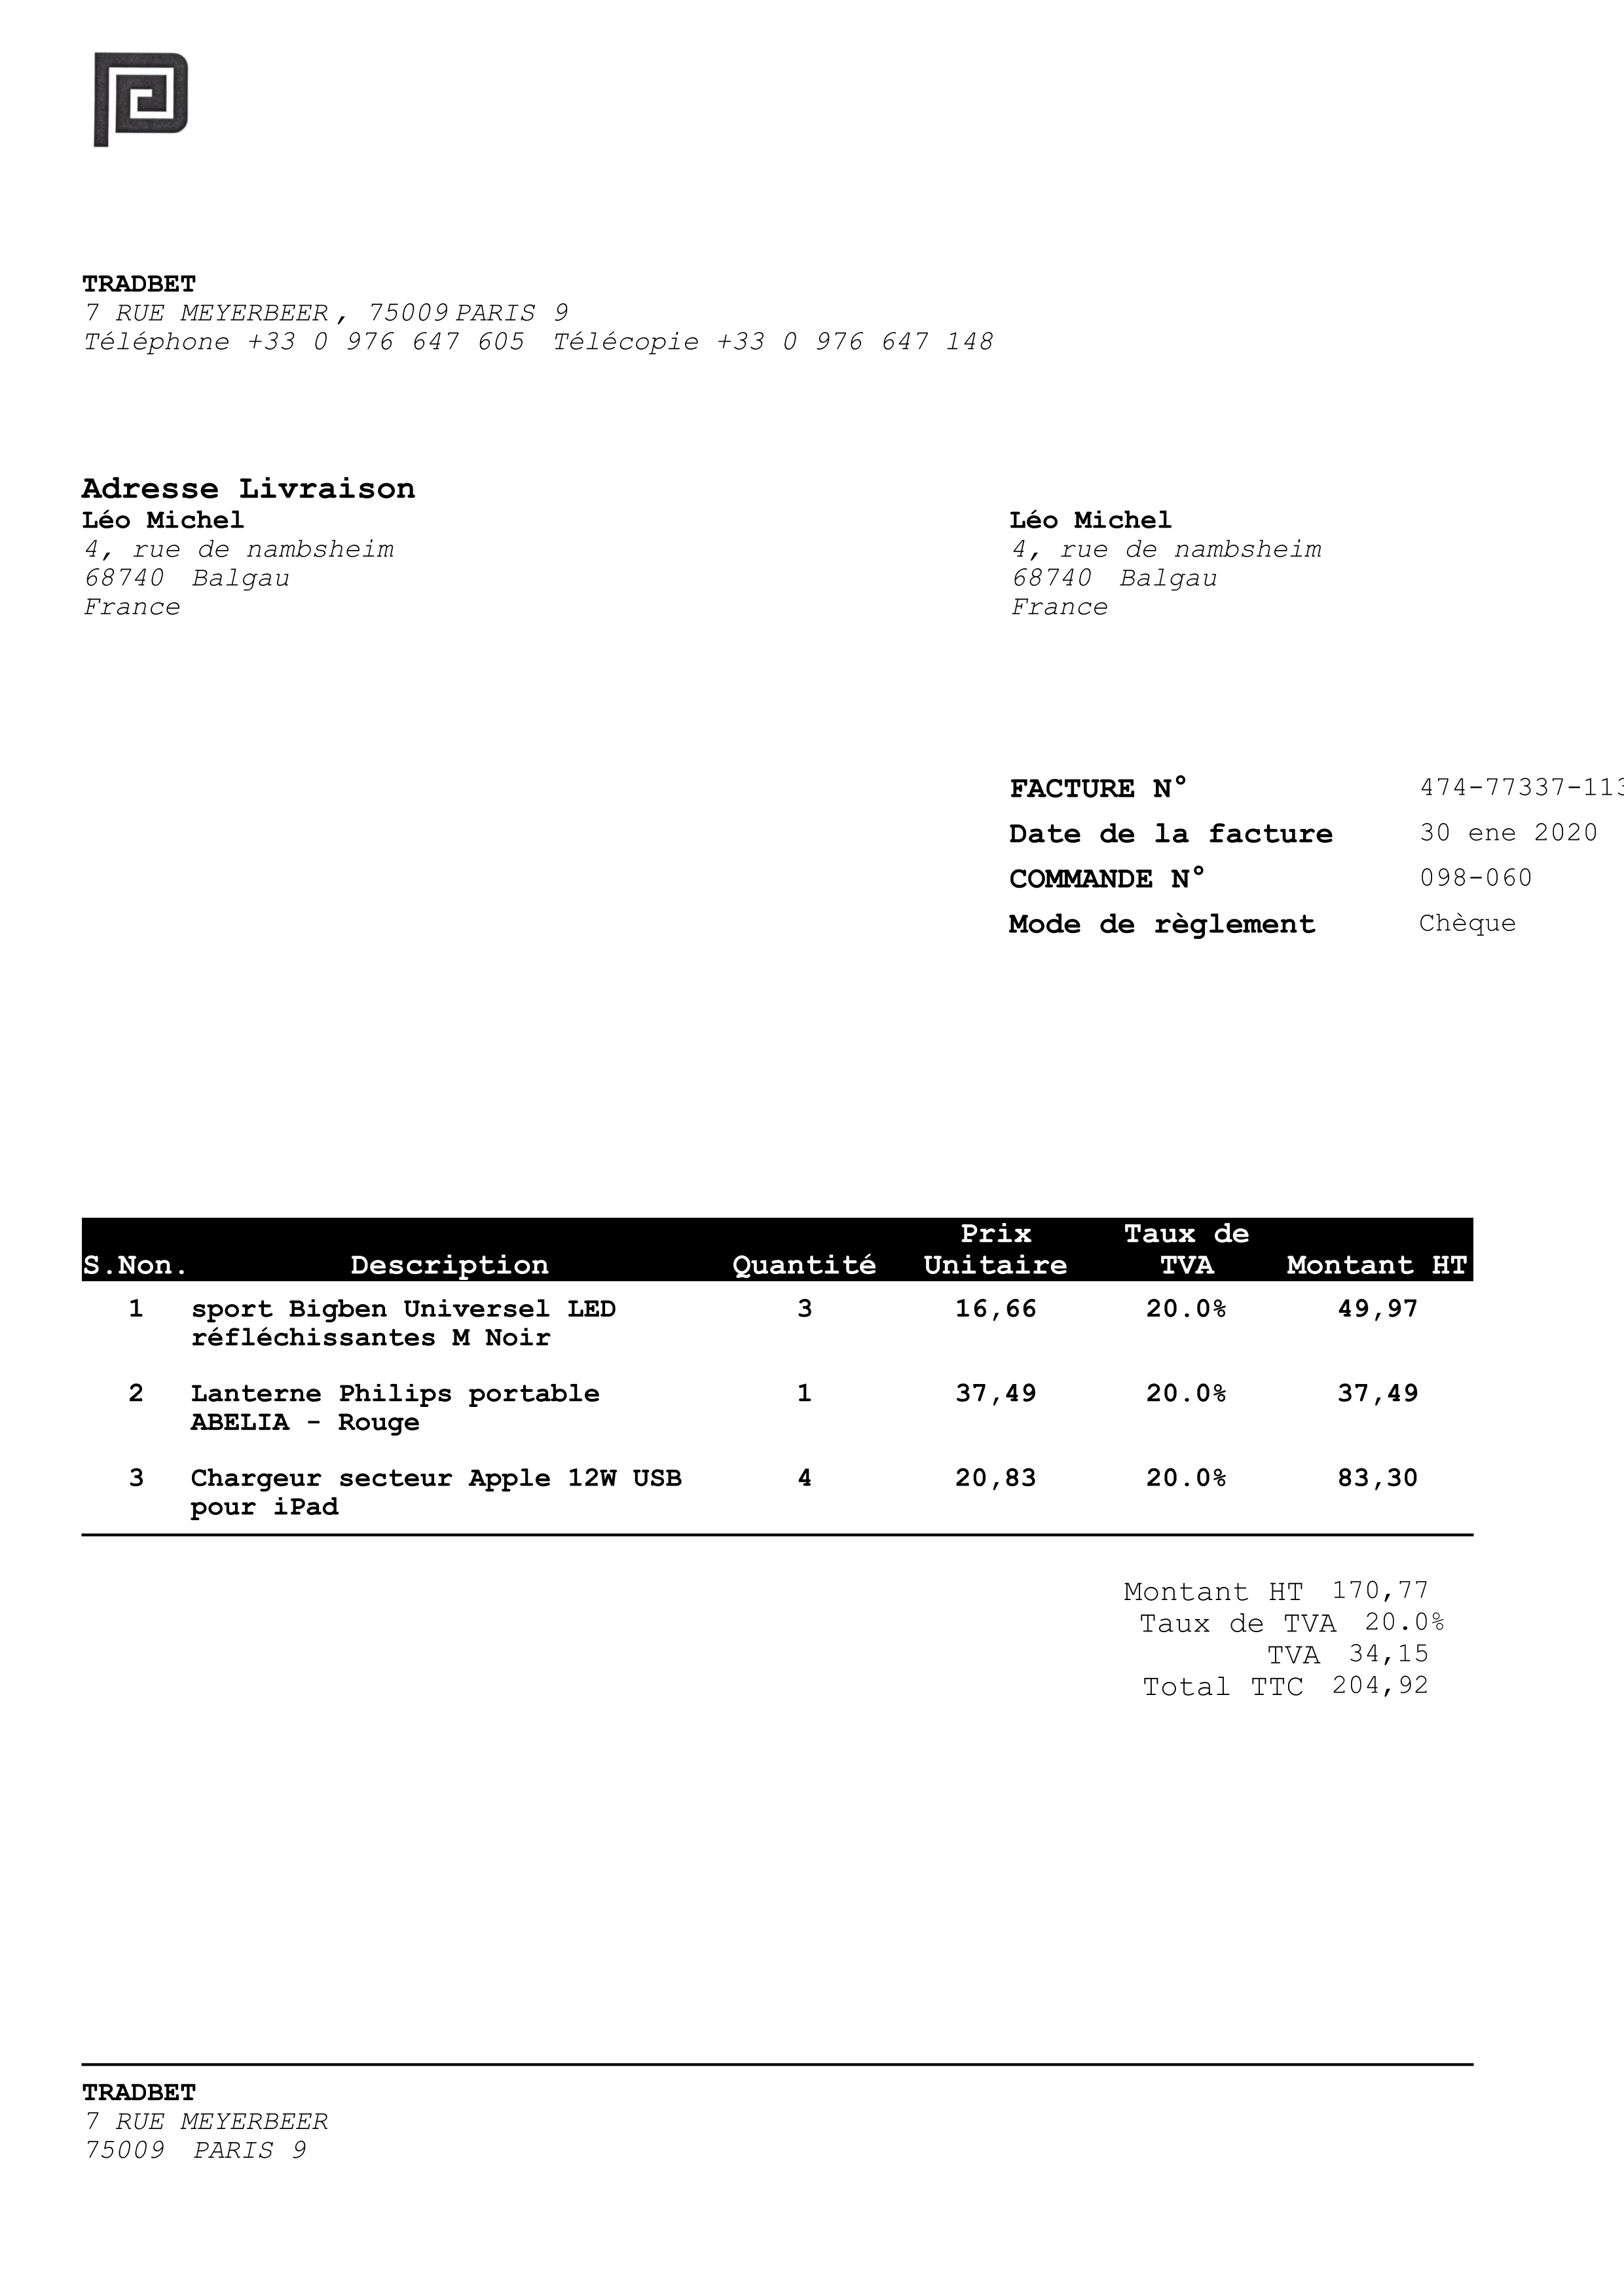 TRADBET
7 RUE MEYERBEER, 75009 PARIS 9
Téléphone +33 0 976 647 605 Télécopie +33 0 976 647 148
Adresse Livraison
Léo Michel
4, rue de nambsheim
68740 Balgau
France
Léo Michel
4, rue de nambsheim
68740 Balgau
France
FACTURE N° 474-77337-113
Date de la facture 30 ene 2020
COMMANDE N° 098-060
Mode de règlement Chèque
Prix Taux de
S.Non. Description Quantité Unitaire TVA Montant HT
1 sport Bigben Universel LED 3 16,66 20.0% 49,97
réfléchissantes M Noir
2 Lanterne Philips portable 1 37,49 20.0% 37,49
ABELIA - Rouge
3 Chargeur secteur Apple 12W USB 4 20,83 20.0% 83,30
pour iPad
Montant HT 170,77
Taux de TVA 20.0%
TVA 34,15
Total TTC 204,92
TRADBET
7 RUE MEYERBEER
75009 PARIS 9